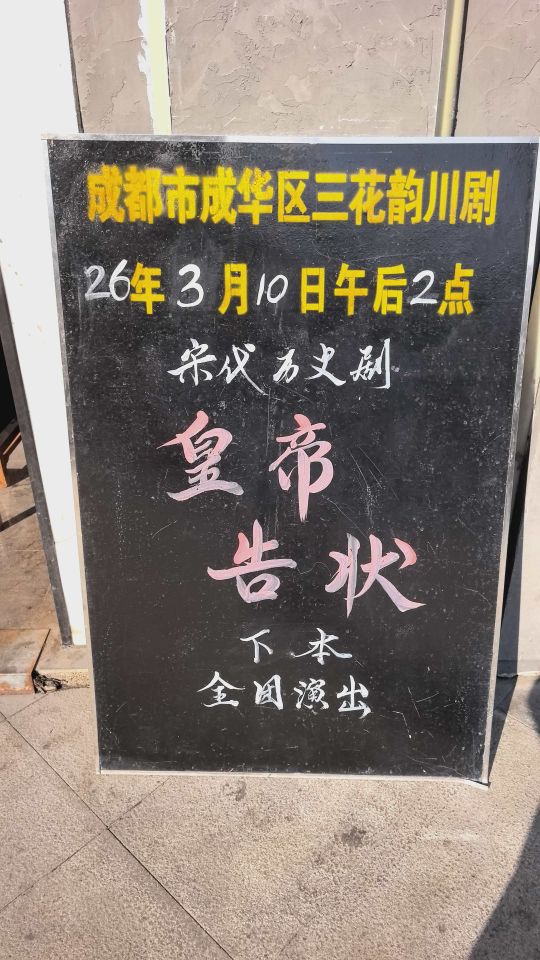 成都市成华区三花韵川剧
26年3月10日午后2点
宋代历史剧
皇帝
告状
下本
全团演出